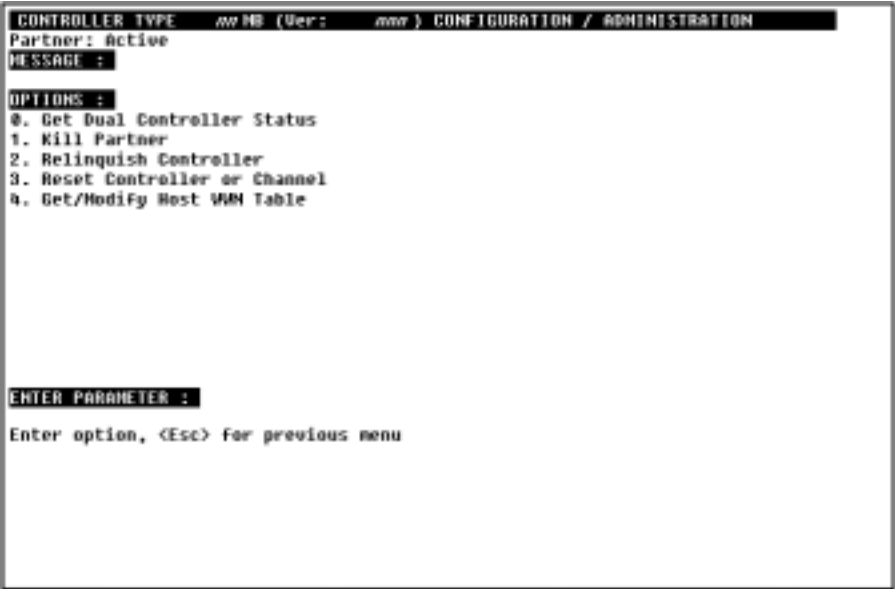 CONTROLLER TYPE nn MB (Ver: nnn ) CONFIGURATION / ADMINISTRATION
Partner: Active
MESSAGE :
OPTIONS :
0. Get Dual Controller Status
1. Kill Partner
2. Relinquish Controller
3. Reset Controller or Channel
4. Get/Modify Host WWN Table
ENTER PARAMETER :
Enter option, <Esc> for previous menu